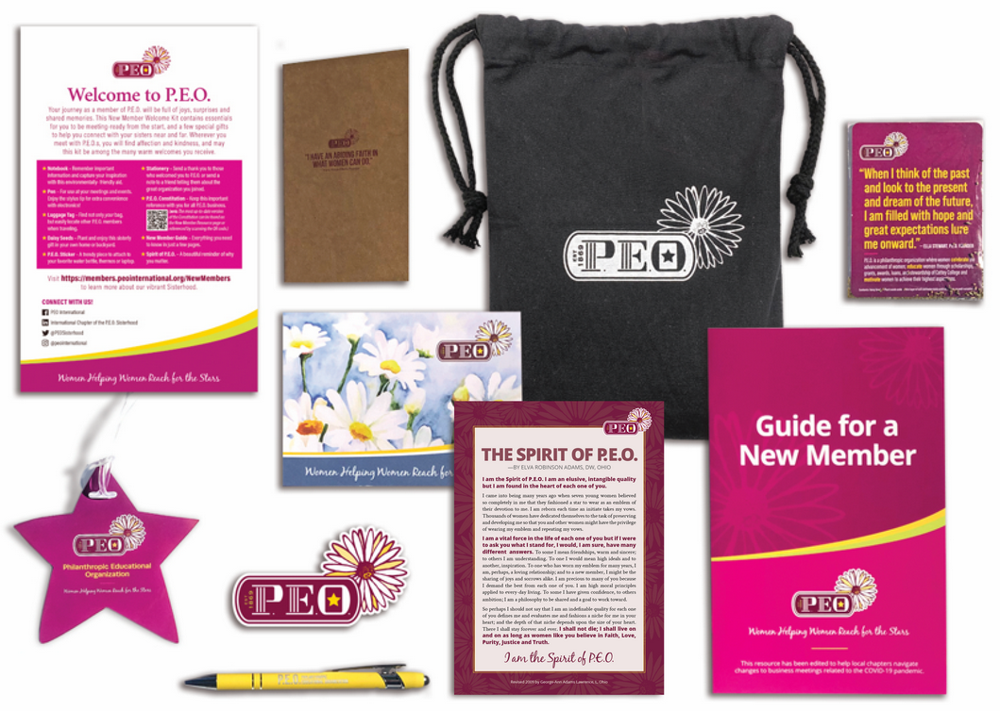 PEO
Welcome to P.E.O.
Your journey as a member of P.E.O. will be full of joys, surprises and
shared memories. This New Member Welcome Kit contains essentials
for you to be meeting-ready from the start, and a few special gifts
to help you connect with your sisters near and far. Wherever you
meet with P.E.O.s, you will find affection and kindness, and may
this kit be among the many warm welcomes you receive.
Notebook - Remember important
information and capture your inspiration
with this environmentally-friendly aid.
Pen - For use at your meetings and events.
Enjoy the stylus tip for extra convenience
with electronics!
Luggage Tag - Find not only your bag,
but easily locate other P.E.O. members
when traveling.
Daisy Seeds - Plant and enjoy this sisterly
gift in your own home or backyard.
P.E.O. Sticker - A trendy piece to attach to
your favorite water bottle, thermos or laptop.
Stationery - Send a thank you to those
who welcomed you to P.E.O. or send a
note to a friend telling them about the
great organization you've joined.
P.E.O. Constitution - Keep this important
reference with you for all P.E.O. business.
New Member Guide - Everything you need
to know in just a few pages.
Spirit of P.E.O. - A beautiful reminder of why
you matter.
Visit https://members.peointernational.org/NewMembers
to learn more about our vibrant Sisterhood.
CONNECT WITH US!
PEO International
International Chapter of the P.E.O. Sisterhood
@PEOSisterhood
@peointernational
Women Helping Women Reach for the Stars
PEO
"I HAVE AN ABIDING FAITH IN
WHAT WOMEN CAN DO."
EST 1869
P.E.O.
PEO
"When I think of the past
and look to the present
and dream of the future,
I am filled with hope and
great expectations lure
me onward."
P.E.O. is a philanthropic organization where women celebrate the
advancement of women, educate women through scholarships,
grants, awards, loans, and stewardship of Cottey College and
motivate women to achieve their highest aspirations.
PEO
Women Helping Women Reach for
PEO
THE SPIRIT OF P.E.O.
—BY ELVA ROBINSON ADAMS, DW, OHIO
I am the Spirit of P.E.O. I am an elusive, intangible quality
but I am found in the heart of each one of you.
I came into being many years ago when seven young women believed
so completely in me that they fashioned a star to wear as an emblem of
their devotion to me. I am reborn each time an initiate takes my vows.
Thousands of women have dedicated themselves to the task of preserving
and developing me so that you and other women might have the privilege
of wearing my emblem and repeating my vows.
I am a vital force in the life of each one of you but if I were
to ask you what I stand for, I would, I am sure, have many
different answers. To some I mean friendship, warm and sincere;
to others I am understanding. To one I would mean high ideals and to
another, inspiration. To one who has worn my emblem for many years, I
am, perhaps, a loving relationship; and to a new member, I might be the
sharing of joys and sorrows alike. I am precious to many of you because
I demand the best from each one of you. I am high moral principles
applied to every-day living. To some I have given confidence, to others
ambition; I am a philosophy to be shared and a goal to work toward.
So perhaps I should not say that I am an indefinable quality for each one
of you defines me and evaluates me and fashions a niche for me in your
heart; and the depth of that niche depends upon the size of your heart.
There I shall stay forever and ever. I shall not die; I shall live on
and on as long as women like you believe in Faith, Love,
Purity, Justice and Truth.
I am the Spirit of P.E.O.
Revised 2009 by George-Ann Adams Lawrence, L, Ohio
Guide for a
New Member
PEO
Women Helping Women Reach for the Stars
This resource has been edited to help local chapters navigate
changes to business meetings related to the COVID-19 pandemic.
PEO
Philanthropic Educational
Organization
Women Helping Women Reach for the Stars
EST 1869
P.E.O.
P.E.O.